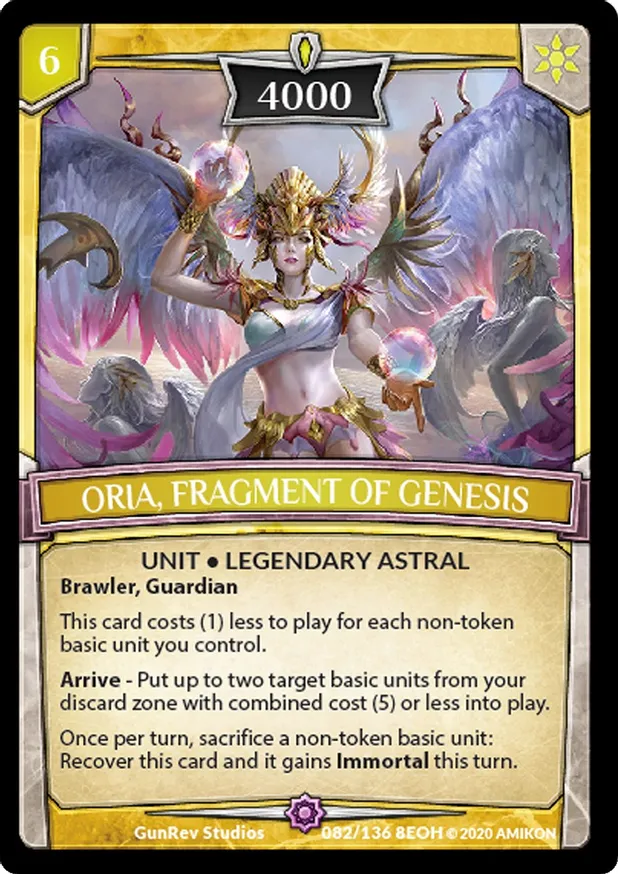 6
4000
ORIA, FRAGMENT OF GENESIS
UNIT • LEGENDARY ASTRAL
Brawler, Guardian
This card costs (1) less to play for each non-token
basic unit you control.
Arrive - Put up to two target basic units from your
discard zone with combined cost (5) or less into play.
Once per turn, sacrifice a non-token basic unit:
Recover this card and it gains Immortal this turn.
GunRev Studios 082/136 8EOH © 2020 AMIKON